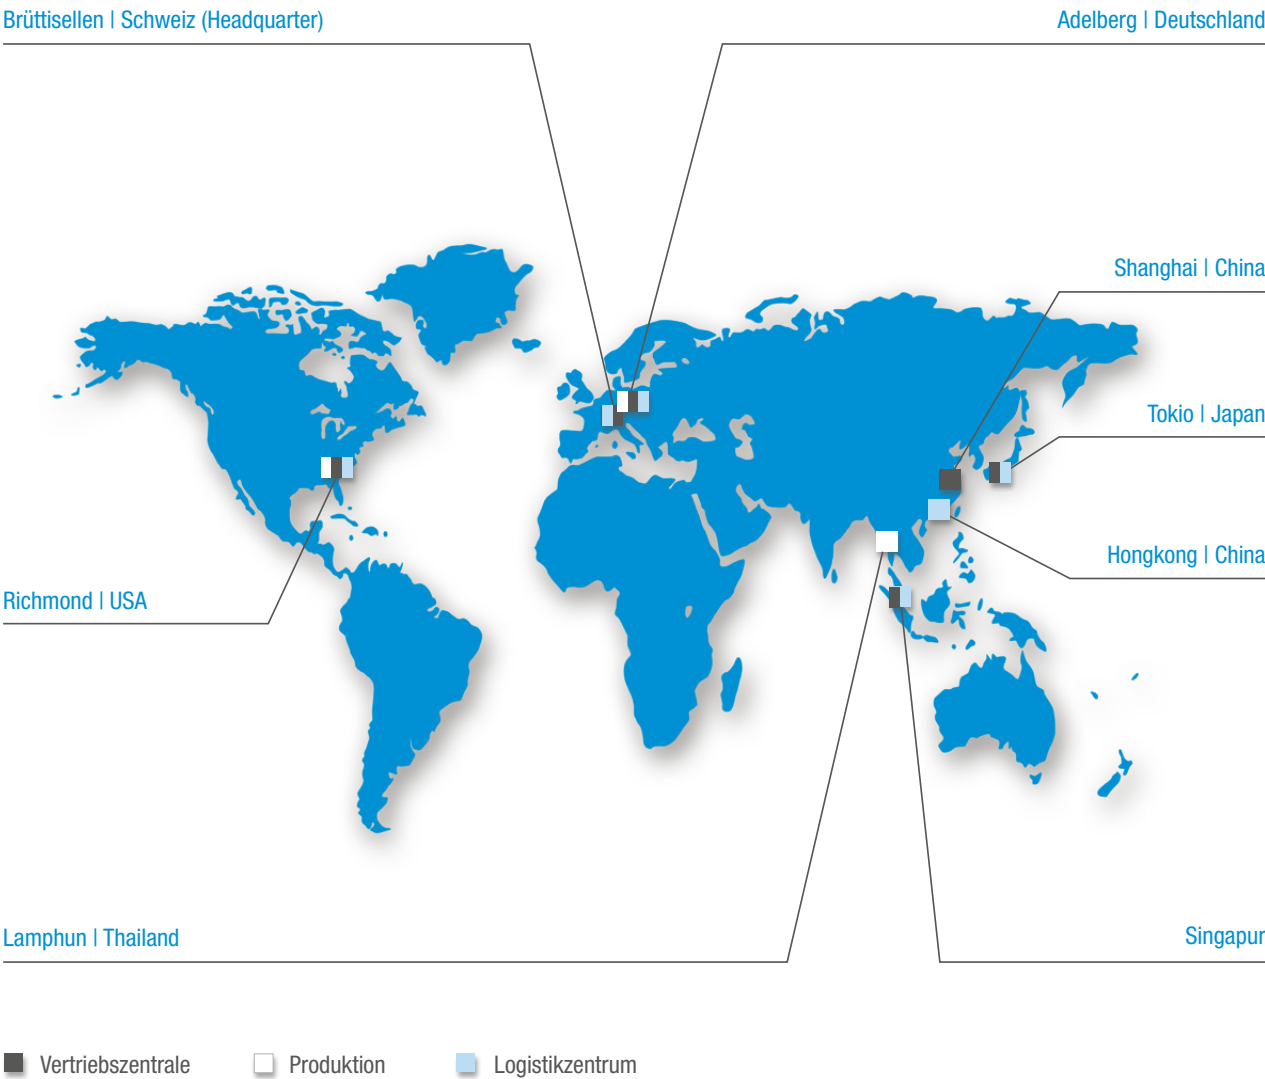 Brüttisellen | Schweiz (Headquarter)
Adelberg | Deutschland
Shanghai | China
Tokio | Japan
Hongkong | China
Richmond | USA
Lamphun | Thailand
Singapur
Vertriebszentrale
Produktion
Logistikzentrum